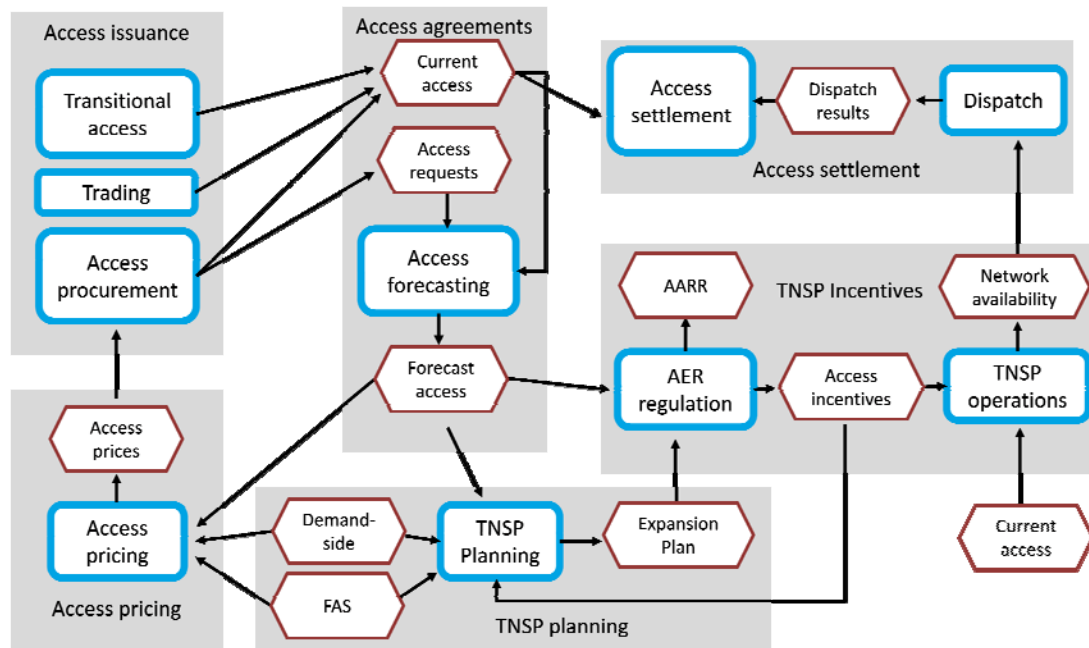 Access issuance
Transitional
access
Trading
Access
procurement
Access agreements
Current
access
Access
requests
Access
forecasting
Forecast
access
Access
settlement
Dispatch
results
Dispatch
Access settlement
AARR
TNSP Incentives
Network
availability
AER
regulation
Access
incentives
TNSP
operations
Access
prices
Access
pricing
Access pricing
Demand-
side
FAS
TNSP
Planning
Expansion
Plan
TNSP planning
Current
access